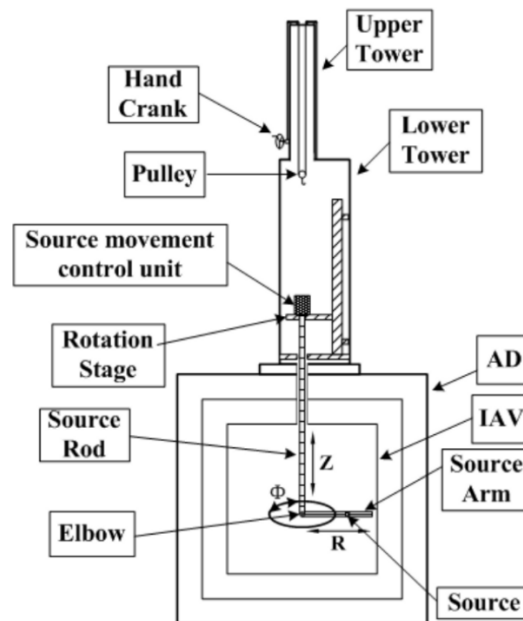 Upper
Tower
Hand
Crank
Lower
Tower
Pulley
Source movement
control unit
Rotation
Stage
AD
IAV
Source
Rod
Z
Source
Arm
Φ
Elbow
R
Source